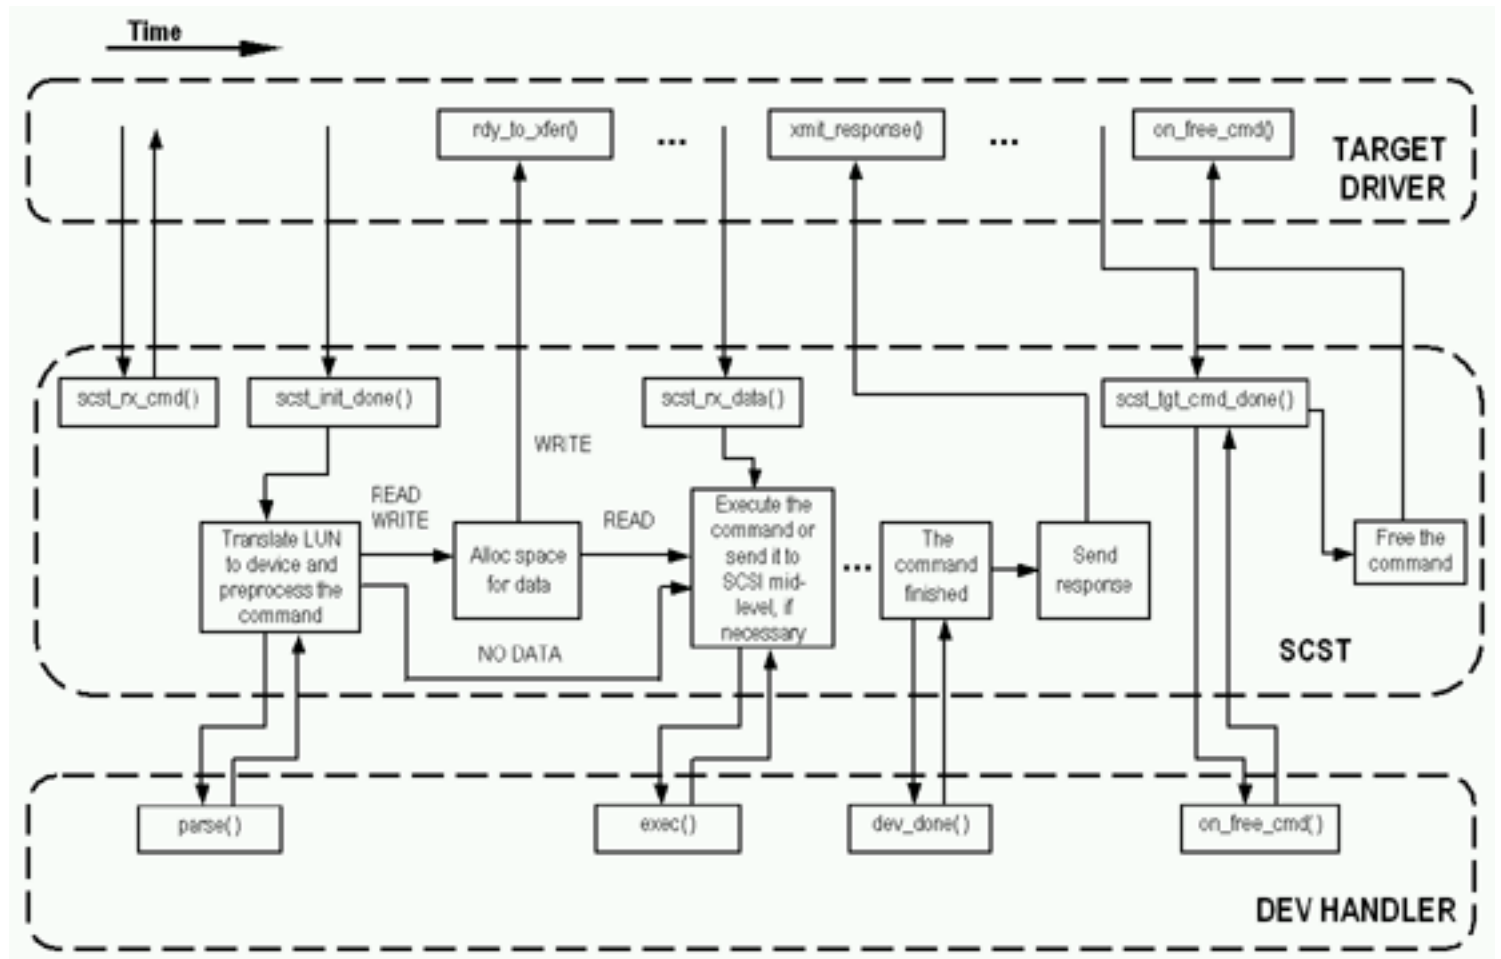 Time
rdy_to_xfer()
...
xmit_response()
...
on_free_cmd()
TARGET
DRIVER
scst_rx_cmd()
scst_init_done()
scst_rx_data()
scst_tgt_cmd_done()
WRITE
READ
WRITE
READ
Translate LUN
to device and
preprocess the
command
Alloc space
for data
Execute the
command or
send it to
SCSI mid-
level, if
necessary
...
The
command
finished
Send
response
Free the
command
NO DATA
SCST
parse()
exec()
dev_done()
on_free_cmd()
DEV HANDLER